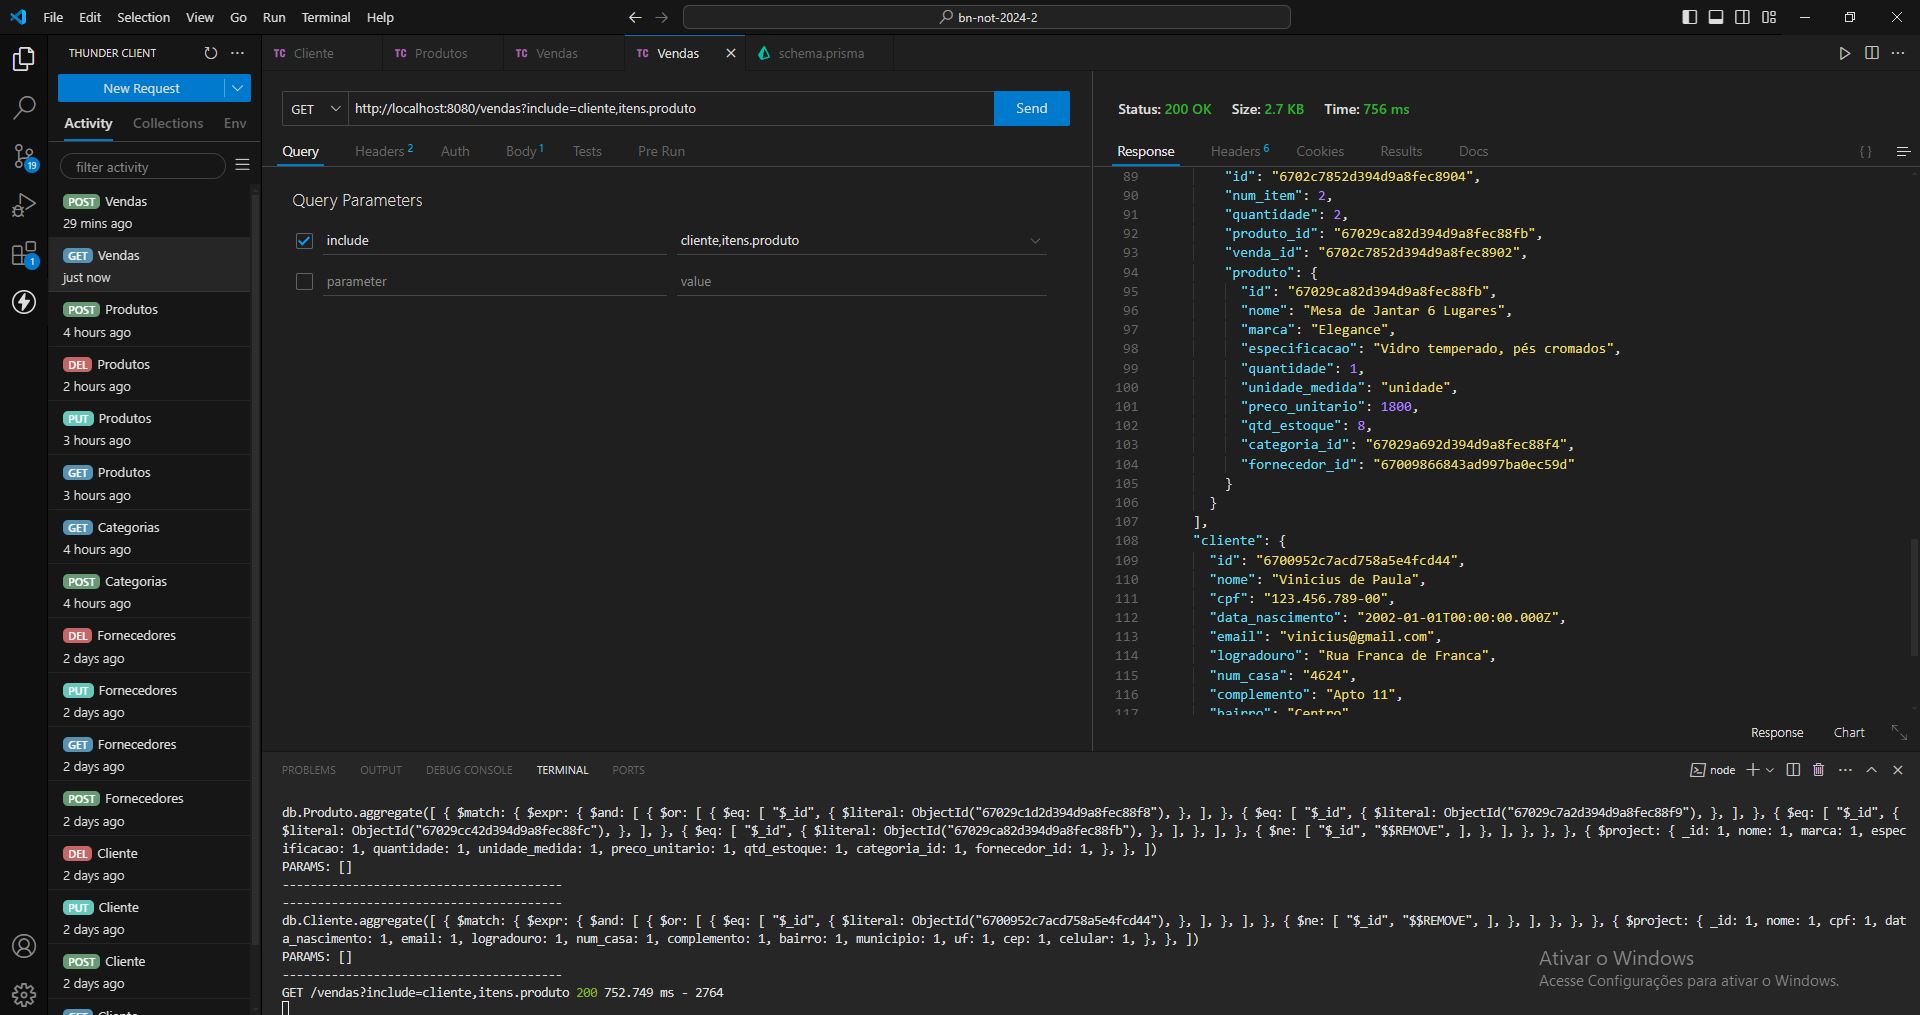 File Edit Selection View Go Run Terminal Help
bn-not-2024-2
THUNDER CLIENT
New Request
Activity Collections Env
filter activity
POST Vendas
29 mins ago
GET Vendas
just now
POST Produtos
4 hours ago
DEL Produtos
2 hours ago
PUT Produtos
3 hours ago
GET Produtos
3 hours ago
GET Categorias
4 hours ago
POST Categorias
4 hours ago
DEL Fornecedores
2 days ago
PUT Fornecedores
2 days ago
GET Fornecedores
2 days ago
POST Fornecedores
2 days ago
DEL Cliente
2 days ago
PUT Cliente
2 days ago
POST Cliente
2 days ago
GET Cliente
19
1
TC Cliente TC Produtos TC Vendas TC Vendas schema.prisma
GET http://localhost:8080/vendas?include=cliente,itens.produto Send
Query Headers 2 Auth Body 1 Tests Pre Run
Query Parameters
include cliente,itens.produto
parameter value
Status: 200 OK Size: 2.7 KB Time: 756 ms
Response Headers 6 Cookies Results Docs { }
89 "id": "6702c7852d394d9a8fec8904",
90 "num_item": 2,
91 "quantidade": 2,
92 "produto_id": "67029ca82d394d9a8fec88fb",
93 "venda_id": "6702c7852d394d9a8fec8902",
94 "produto": {
95 "id": "67029ca82d394d9a8fec88fb",
96 "nome": "Mesa de Jantar 6 Lugares",
97 "marca": "Elegance",
98 "especificacao": "Vidro temperado, pés cromados",
99 "quantidade": 1,
100 "unidade_medida": "unidade",
101 "preco_unitario": 1800,
102 "qtd_estoque": 8,
103 "categoria_id": "67029a692d394d9a8fec88f4",
104 "fornecedor_id": "67009866843ad997ba0ec59d"
105 }
106 }
107 ],
108 "cliente": {
109 "id": "6700952c7acd758a5e4fcd44",
110 "nome": "Vinicius de Paula",
111 "cpf": "123.456.789-00",
112 "data_nascimento": "2002-01-01T00:00:00.000Z",
113 "email": "vinicius@gmail.com",
114 "logradouro": "Rua Franca de Franca",
115 "num_casa": "4624",
116 "complemento": "Apto 11",
117 "bairro": "Centro"
Response Chart
PROBLEMS OUTPUT DEBUG CONSOLE TERMINAL PORTS
node
db.Produto.aggregate([ { $match: { $expr: { $and: [ { $or: [ { $eq: [ "$_id", { $literal: ObjectId("67029c1d2d394d9a8fec88f8"), }, ], }, { $eq: [ "$_id", { $literal: ObjectId("67029c7a2d394d9a8fec88f9"), }, ], }, { $eq: [ "$_id", {
$literal: ObjectId("67029cc42d394d9a8fec88fc"), }, ], }, { $eq: [ "$_id", { $literal: ObjectId("67029ca82d394d9a8fec88fb"), }, ], }, ], }, { $ne: [ "$_id", "$$REMOVE", ], }, ], }, }, }, { $project: { _id: 1, nome: 1, marca: 1, espec
ificacao: 1, quantidade: 1, unidade_medida: 1, preco_unitario: 1, qtd_estoque: 1, categoria_id: 1, fornecedor_id: 1, }, }, ])
PARAMS: []
----------------------------------------
----------------------------------------
db.Cliente.aggregate([ { $match: { $expr: { $and: [ { $or: [ { $eq: [ "$_id", { $literal: ObjectId("6700952c7acd758a5e4fcd44"), }, ], }, ], }, { $ne: [ "$_id", "$$REMOVE", ], }, ], }, }, }, { $project: { _id: 1, nome: 1, cpf: 1, dat
a_nascimento: 1, email: 1, logradouro: 1, num_casa: 1, complemento: 1, bairro: 1, municipio: 1, uf: 1, cep: 1, celular: 1, }, }, ])
PARAMS: []
----------------------------------------
GET /vendas?include=cliente,itens.produto 200 752.749 ms - 2764
Ativar o Windows
Acesse Configurações para ativar o Windows.